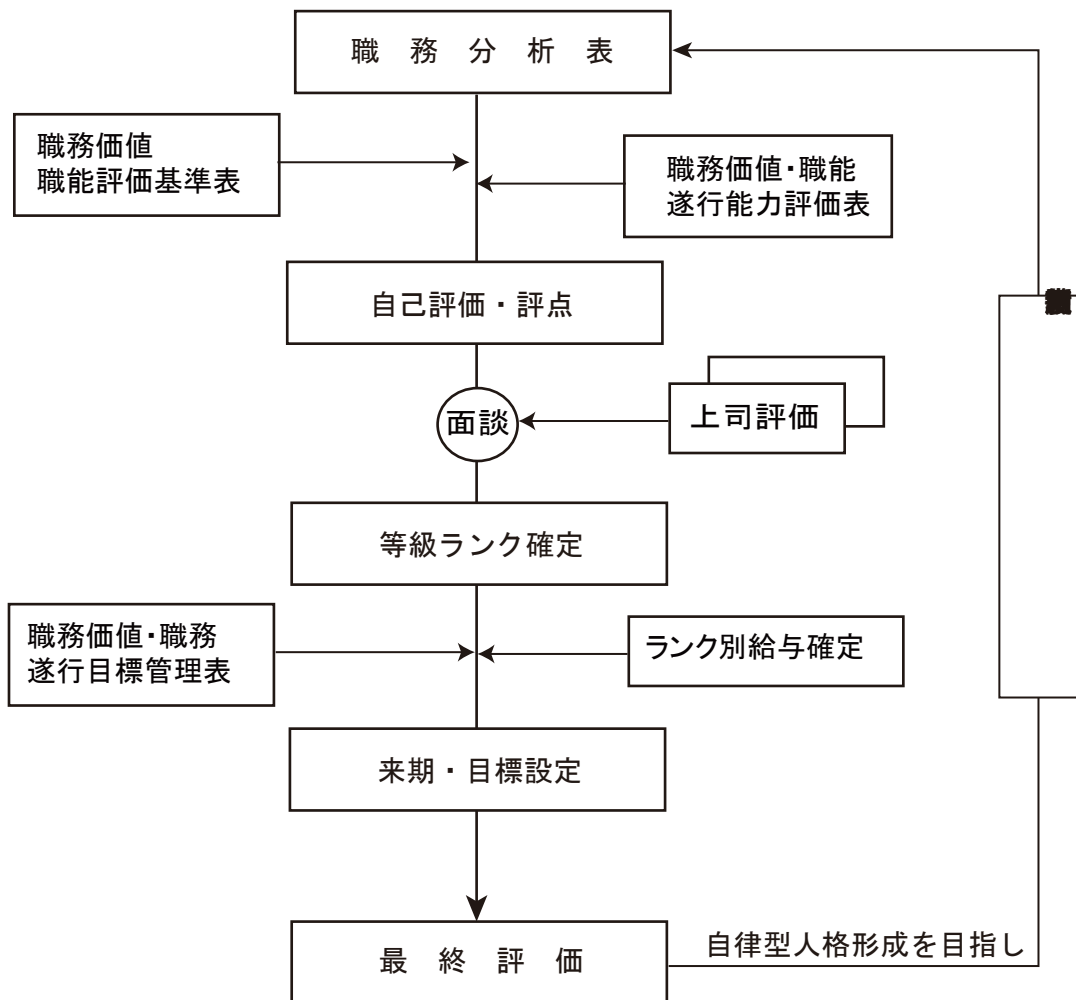 職務分析表
職務価値
職能評価基準表
職務価値・職能
遂行能力評価表
自己評価・評点
面談
上司評価
等級ランク確定
職務価値・職務
遂行目標管理表
ランク別給与確定
来期・目標設定
最終評価
自律型人格形成を目指し